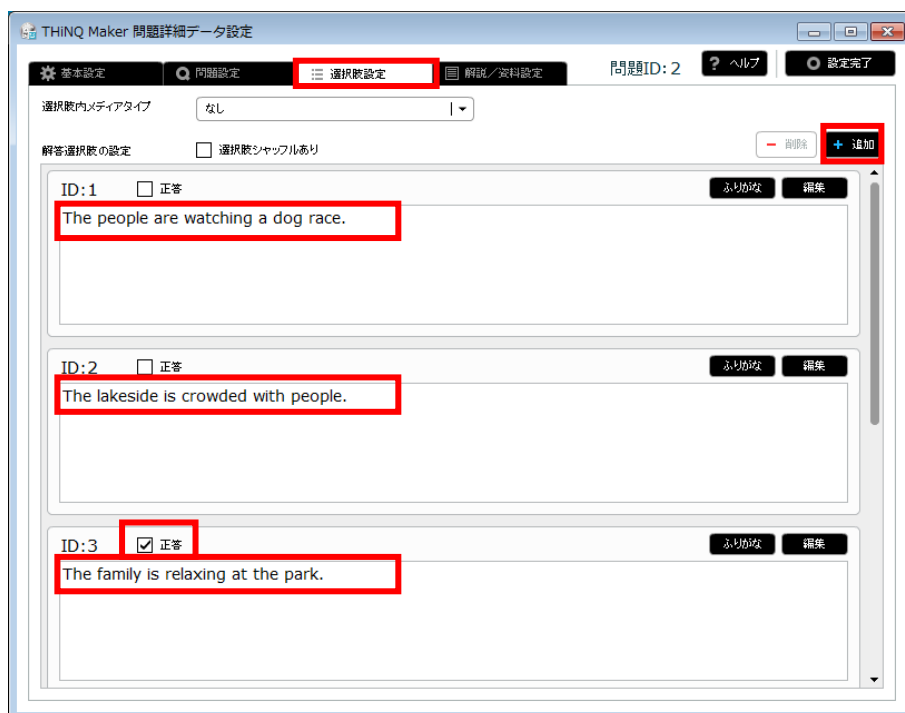 THiNQ Maker 問題詳細データ設定
基本設定 問題設定 選択肢設定 解説／資料設定 問題ID: 2 ? ヘルプ 設定完了
選択肢内メディアタイプ なし
解答選択肢の設定 選択肢シャッフルあり − 削除 + 追加
ID:1 正答 ふりがな 編集
The people are watching a dog race.
ID:2 正答 ふりがな 編集
The lakeside is crowded with people.
ID:3 正答 ふりがな 編集
The family is relaxing at the park.